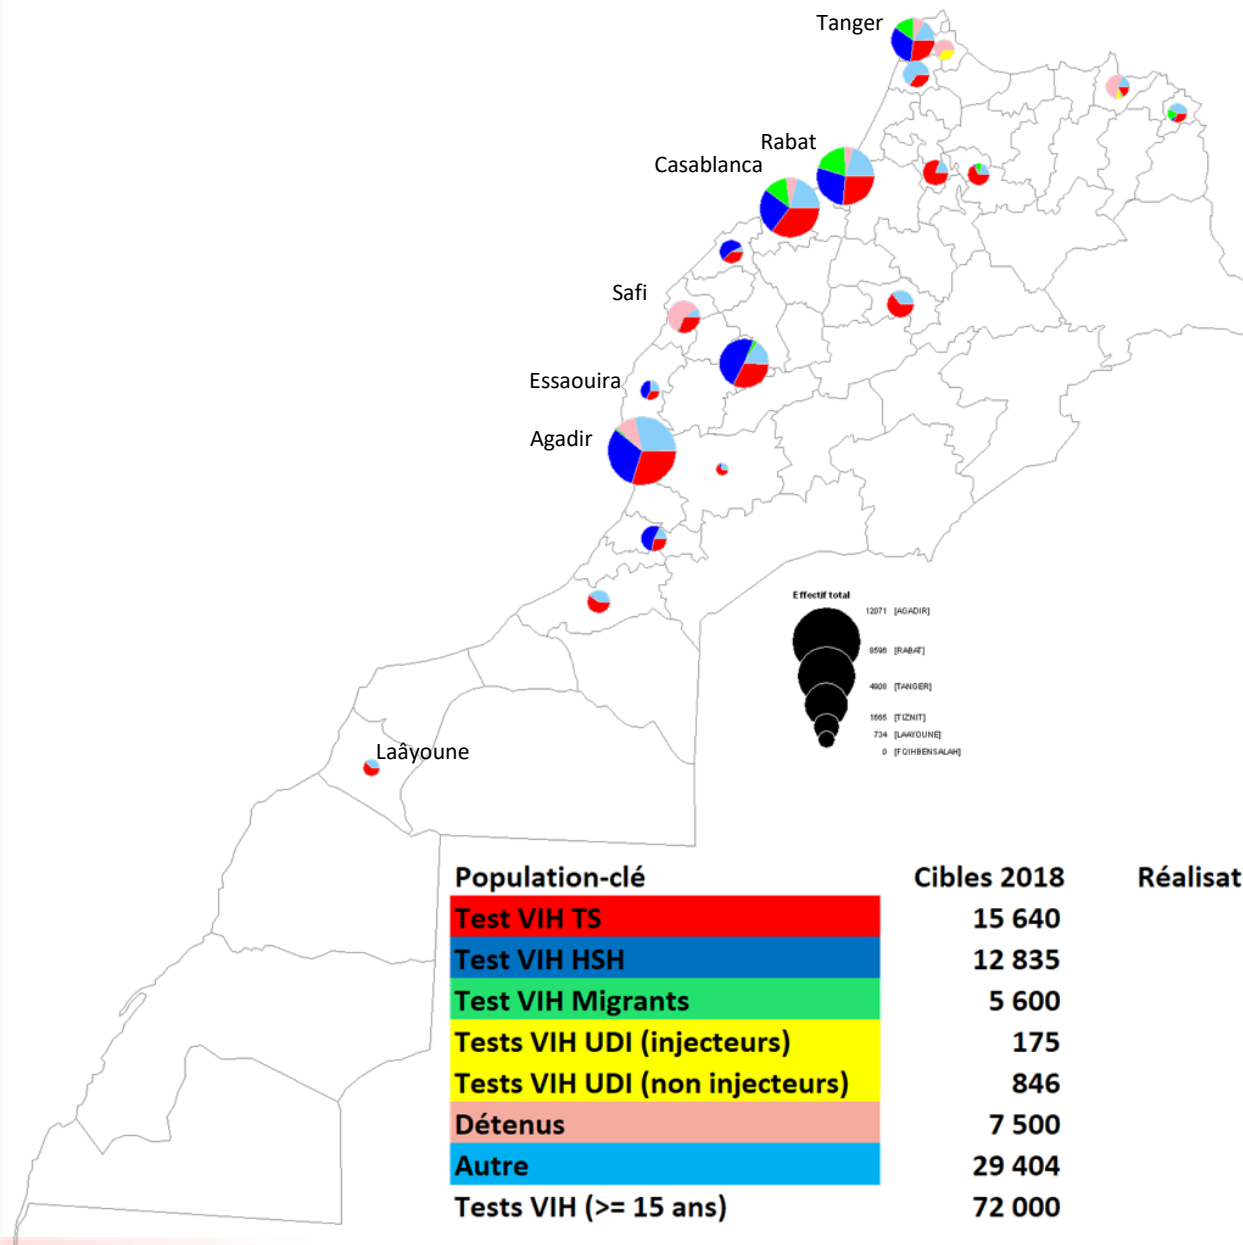 Tanger
Rabat
Casablanca
Safi
Essaouira
Agadir
Effectif total
12071 [AGADIR]
8596 [RABAT]
4938 [TANGER]
1665 [TIZNIT]
734 [LAAYOUNE]
0 [FQIHBENSALAH]
Laâyoune
Population-clé Cibles 2018 Réalisat
Test VIH TS 15 640
Test VIH HSH 12 835
Test VIH Migrants 5 600
Tests VIH UDI (injecteurs) 175
Tests VIH UDI (non injecteurs) 846
Détenus 7 500
Autre 29 404
Tests VIH (>= 15 ans) 72 000